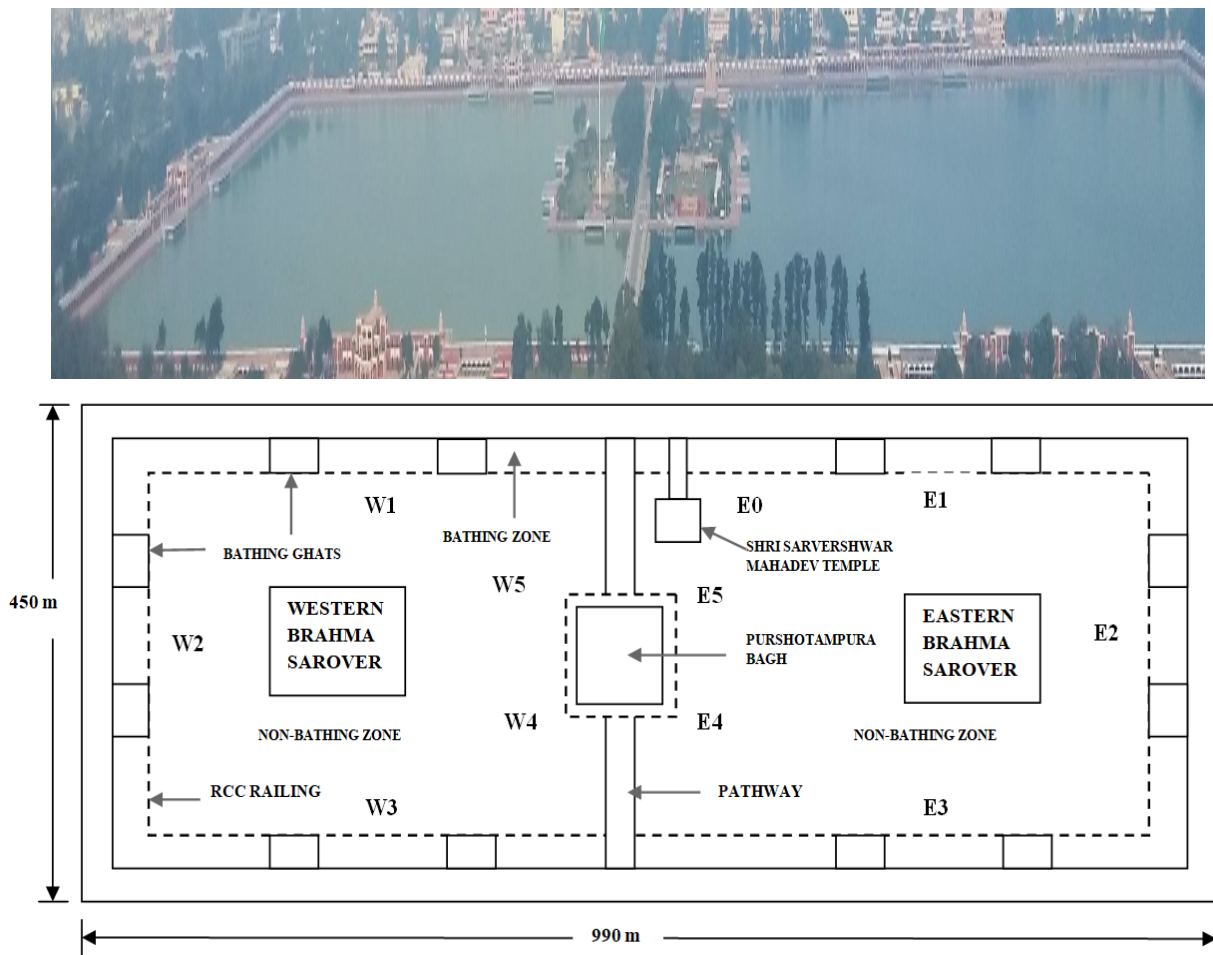 W1
E0
E1
BATHING ZONE
BATHING GHATS
SHRI SARVERSHWAR
MAHADEV TEMPLE
W5
E5
450 m
WESTERN
BRAHMA
SAROVER
EASTERN
BRAHMA
SAROVER
W2
E2
PURSHOTAMPURA
BAGH
W4
E4
NON-BATHING ZONE
NON-BATHING ZONE
RCC RAILING
PATHWAY
W3
E3
990 m